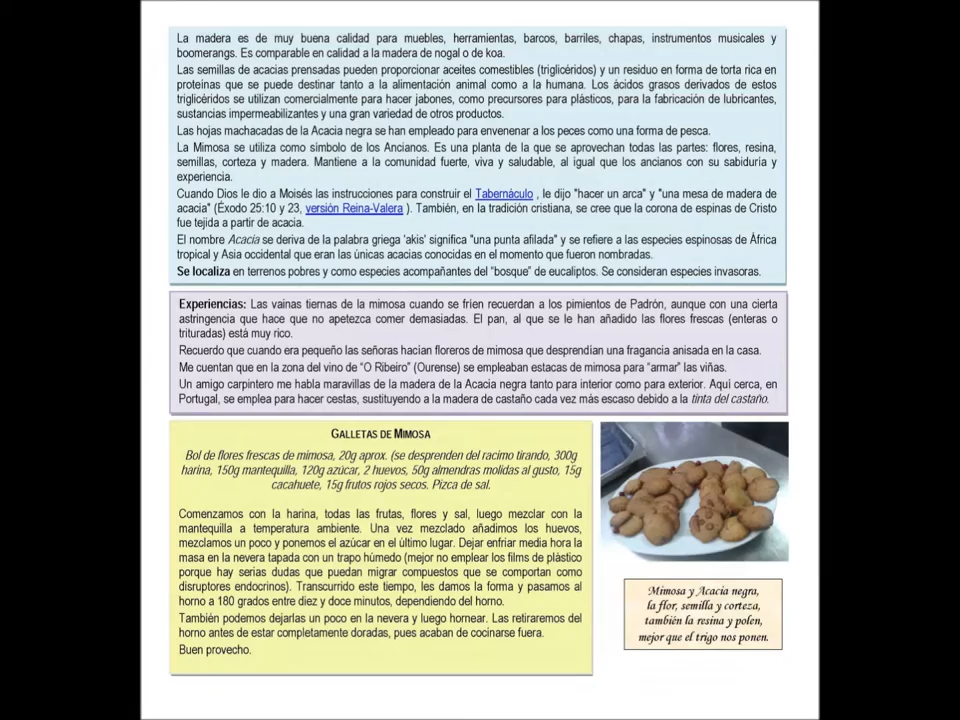 La madera es de muy buena calidad para muebles, herramientas, barcos, barriles, chapas, instrumentos musicales y
boomerangs. Es comparable en calidad a la madera de nogal o de koa.
Las semillas de acacias prensadas pueden proporcionar aceites comestibles (triglicéridos) y un residuo en forma de torta rica en
proteínas que se puede destinar tanto a la alimentación animal como a la humana. Los ácidos grasos derivados de estos
triglicéridos se utilizan comercialmente para hacer jabones, como precursores para plásticos, para la fabricación de lubricantes,
sustancias impermeabilizantes y una gran variedad de otros productos.
Las hojas machacadas de la Acacia negra se han empleado para envenenar a los peces como una forma de pesca.
La Mimosa se utiliza como símbolo de los Ancianos. Es una planta de la que se aprovechan todas las partes: flores, resina,
semillas, corteza y madera. Mantiene a la comunidad fuerte, viva y saludable, al igual que los ancianos con su sabiduría y
experiencia.
Cuando Dios le dio a Moisés las instrucciones para construir el Tabernáculo , le dijo "hacer un arca" y "una mesa de madera de
acacia" (Éxodo 25:10 y 23, versión Reina-Valera ). También, en la tradición cristiana, se cree que la corona de espinas de Cristo
fue tejida a partir de acacia.
El nombre Acacia se deriva de la palabra griega 'akis' significa "una punta afilada" y se refiere a las especies espinosas de África
tropical y Asia occidental que eran las únicas acacias conocidas en el momento que fueron nombradas.
Se localiza en terrenos pobres y como especies acompañantes del "bosque" de eucaliptos. Se consideran especies invasoras.
Experiencias: Las vainas tiernas de la mimosa cuando se fríen recuerdan a los pimientos de Padrón, aunque con una cierta
astringencia que hace que no apetezca comer demasiadas. El pan, al que se le han añadido las flores frescas (enteras o
trituradas) está muy rico.
Recuerdo que cuando era pequeño las señoras hacían floreros de mimosa que desprendían una fragancia anisada en la casa.
Me cuentan que en la zona del vino de "O Ribeiro" (Ourense) se empleaban estacas de mimosa para "armar" las viñas.
Un amigo carpintero me habla maravillas de la madera de la Acacia negra tanto para interior como para exterior. Aquí cerca, en
Portugal, se emplea para hacer cestas, sustituyendo a la madera de castaño cada vez más escaso debido a la tinta del castaño.
GALLETAS DE MIMOSA
Bol de flores frescas de mimosa, 20g aprox. (se desprenden del racimo tirando, 300g
harina, 150g mantequilla, 120g azúcar, 2 huevos, 50g almendras molidas al gusto, 15g
cacahuete, 15g frutos rojos secos. Pizca de sal.
Comenzamos con la harina, todas las frutas, flores y sal, luego mezclar con la
mantequilla a temperatura ambiente. Una vez mezclado añadimos los huevos,
mezclamos un poco y ponemos el azúcar en el último lugar. Dejar enfriar media hora la
masa en la nevera tapada con un trapo húmedo (mejor no emplear los films de plástico
porque hay serias dudas que puedan migrar compuestos que se comportan como
disruptores endocrinos). Transcurrido este tiempo, les damos la forma y pasamos al
horno a 180 grados entre diez y doce minutos, dependiendo del horno.
También podemos dejarlas un poco en la nevera y luego hornear. Las retiraremos del
horno antes de estar completamente doradas, pues acaban de cocinarse fuera.
Buen provecho.
Mimosa y Acacia negra,
la flor, semilla y corteza,
también la resina y polen,
mejor que el trigo nos ponen.